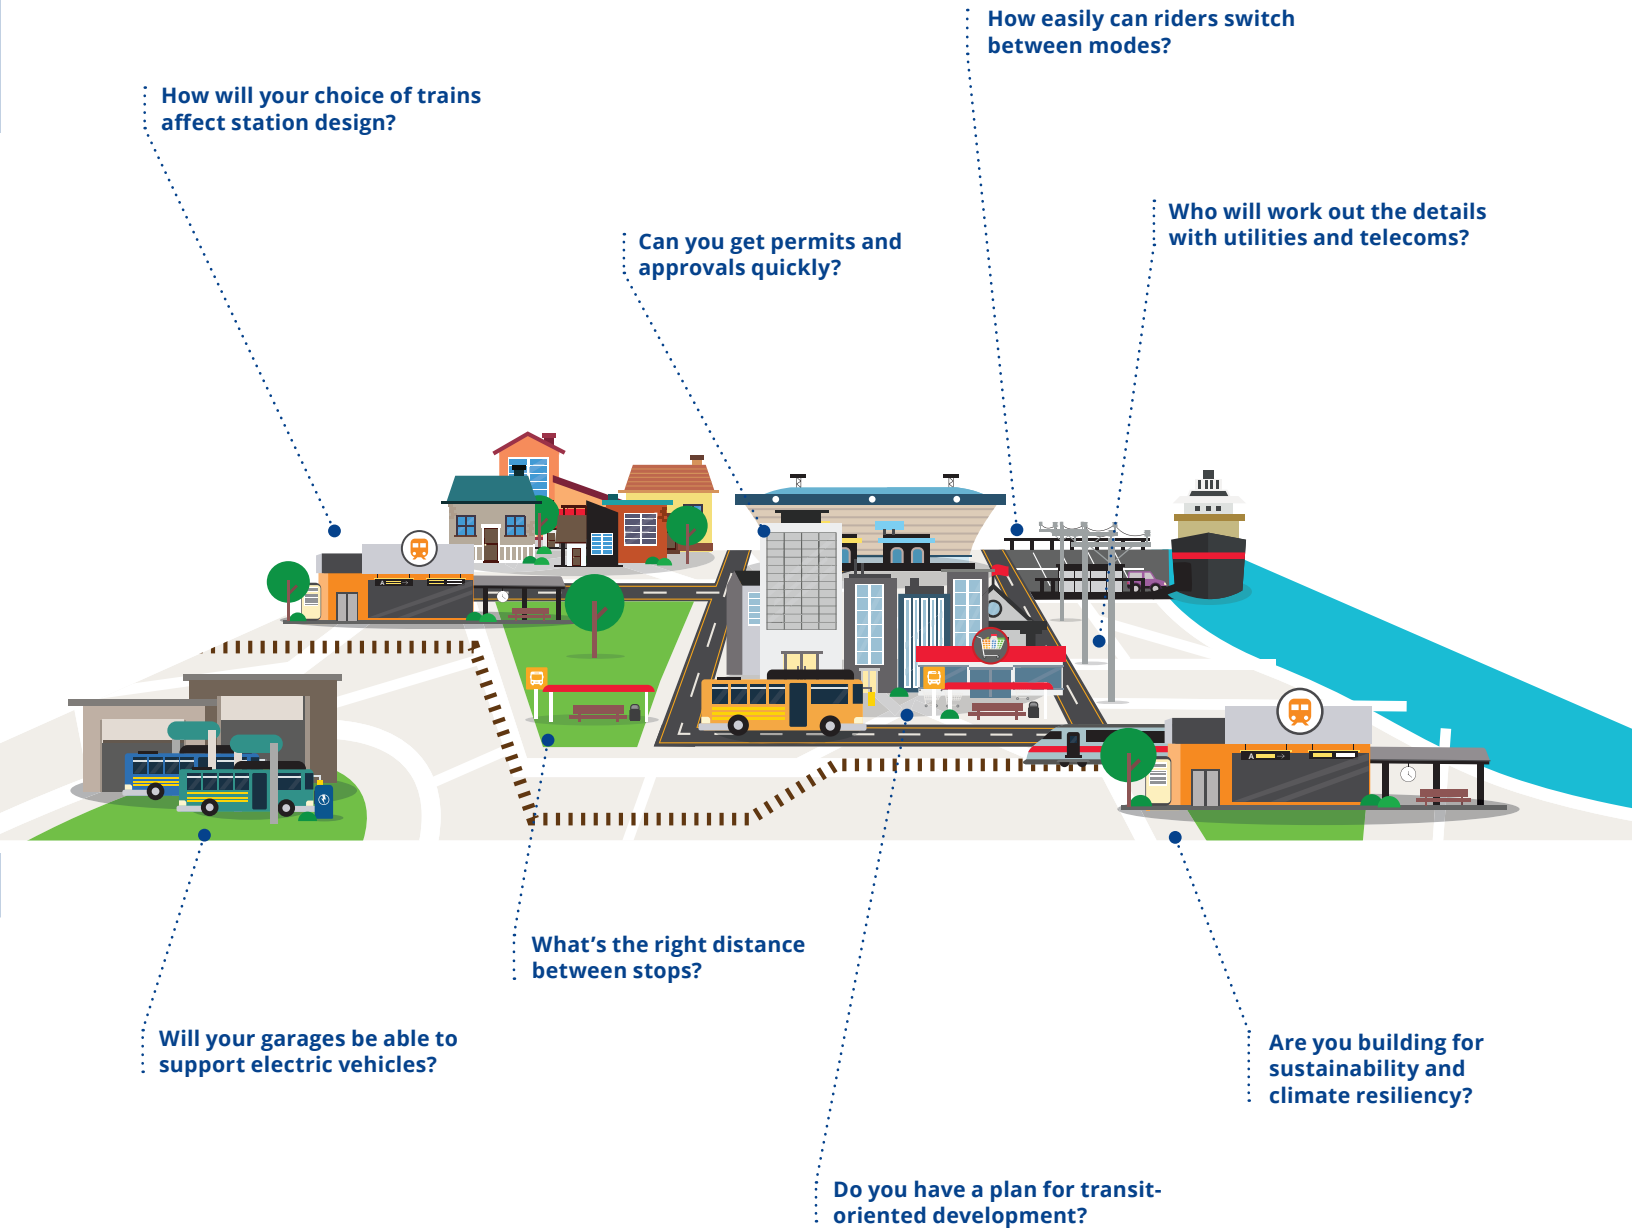 How easily can riders switch
between modes?
How will your choice of trains
affect station design?
Who will work out the details
with utilities and telecoms?
Can you get permits and
approvals quickly?
A
A
What’s the right distance
between stops?
Will your garages be able to
support electric vehicles?
Are you building for
sustainability and
climate resiliency?
Do you have a plan for transit-
oriented development?